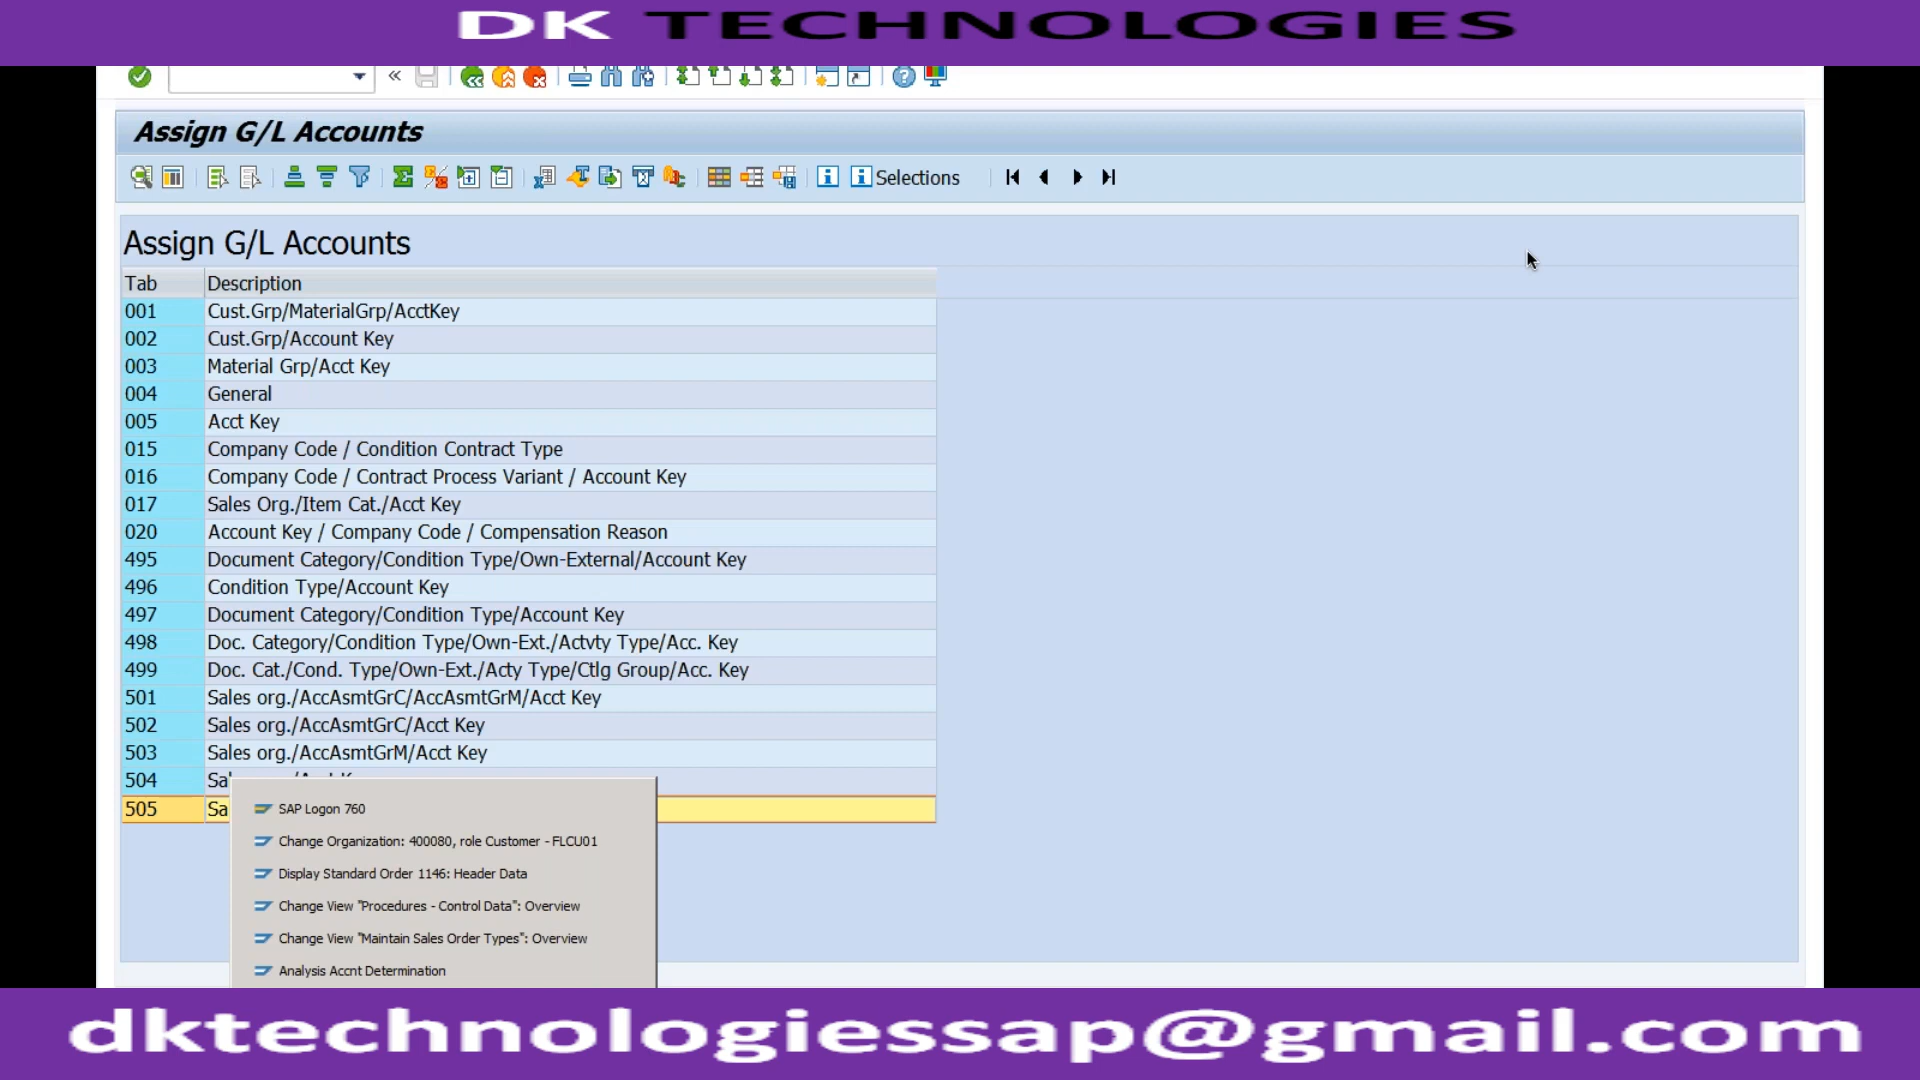 DK TECHNOLOGIES
Assign G/L Accounts
Selections
Assign G/L Accounts
Tab Description
001 Cust.Grp/MaterialGrp/AcctKey
002 Cust.Grp/Account Key
003 Material Grp/Acct Key
004 General
005 Acct Key
015 Company Code / Condition Contract Type
016 Company Code / Contract Process Variant / Account Key
017 Sales Org./Item Cat./Acct Key
020 Account Key / Company Code / Compensation Reason
495 Document Category/Condition Type/Own-External/Account Key
496 Condition Type/Account Key
497 Document Category/Condition Type/Account Key
498 Doc. Category/Condition Type/Own-Ext./Actvty Type/Acc. Key
499 Doc. Cat./Cond. Type/Own-Ext./Acty Type/Ctlg Group/Acc. Key
501 Sales org./AccAsmtGrC/AccAsmtGrM/Acct Key
502 Sales org./AccAsmtGrC/Acct Key
503 Sales org./AccAsmtGrM/Acct Key
504 Sal
505 Sa
SAP Logon 760
Change Organization: 400080, role Customer - FLCU01
Display Standard Order 1146: Header Data
Change View "Procedures - Control Data": Overview
Change View "Maintain Sales Order Types": Overview
Analysis Accnt Determination
dktechnologiessap@gmail.com